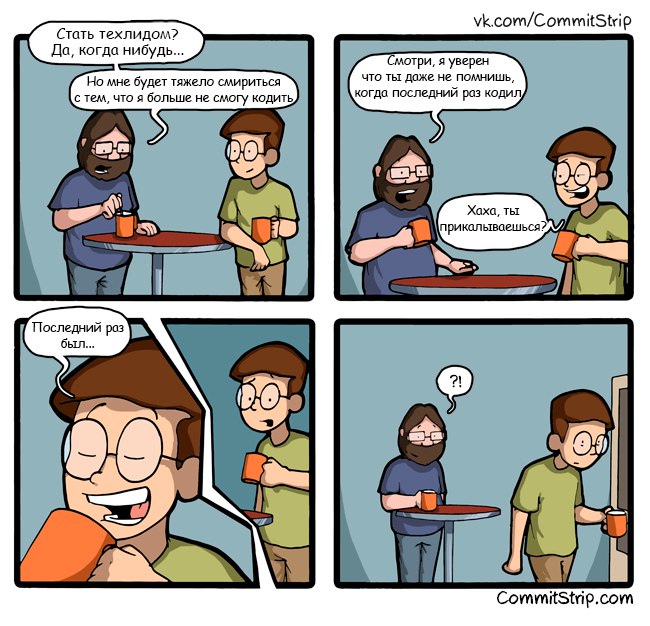 vk.com/CommitStrip
Стать техлидом?
Да, когда нибудь...
Но мне будет тяжело смириться
с тем, что я больше не смогу кодить
Смотри, я уверен
что ты даже не помнишь,
когда последний раз кодил
Хаха, ты
прикалываешься?
Последний раз
был...
?!
CommitStrip.com